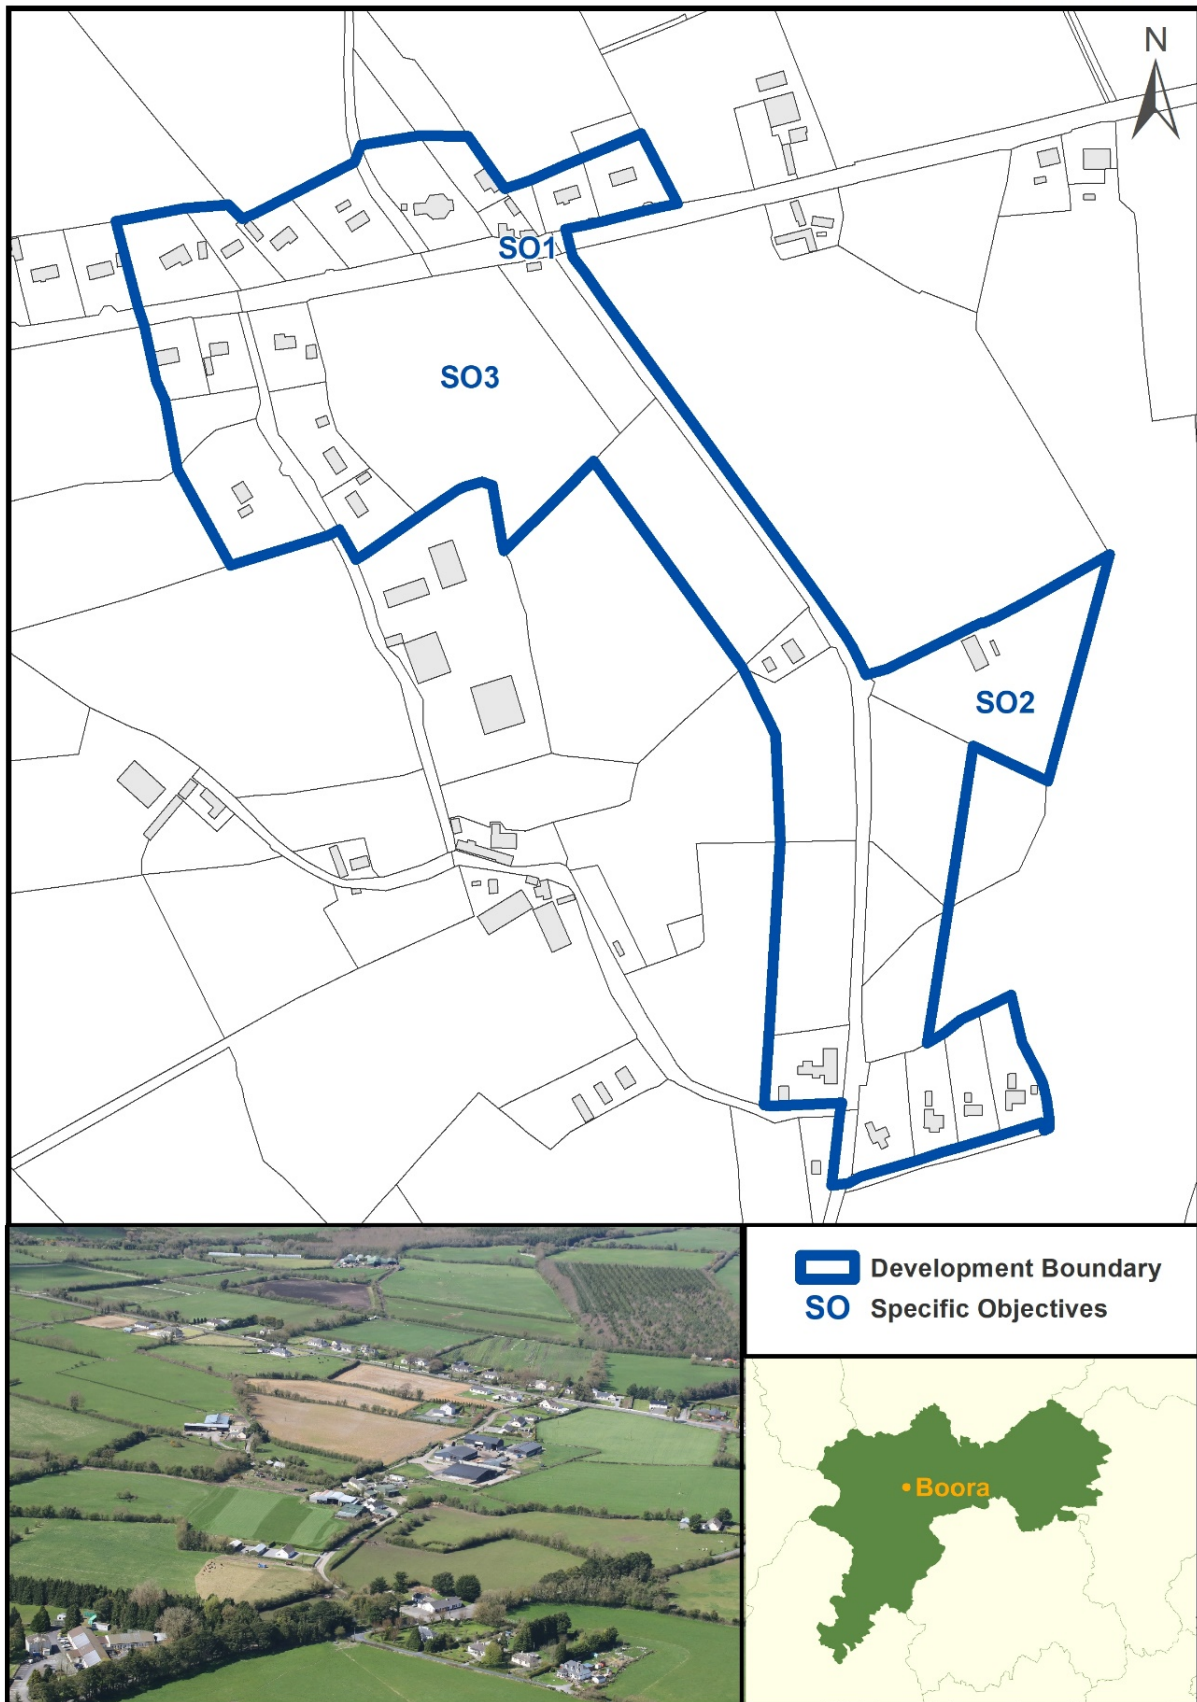 N
SO1
SO3
SO2
Development Boundary
SO Specific Objectives
Boora